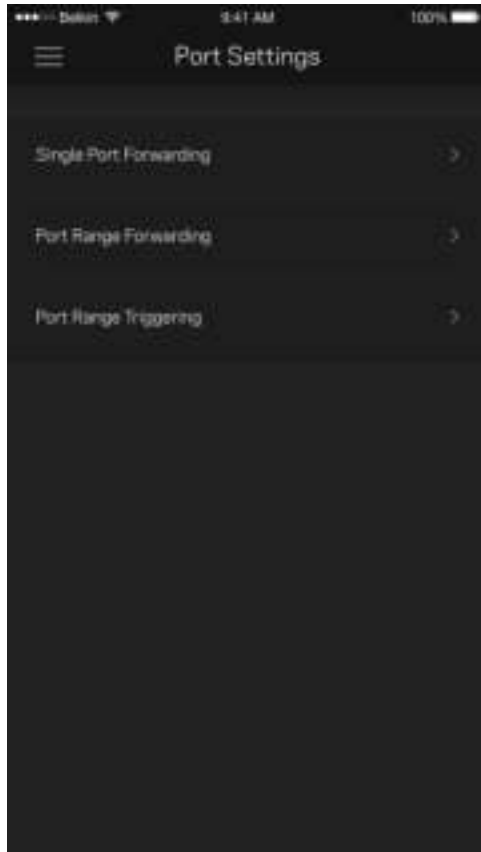 Belkin 9:41 AM 100%
Port Settings
Single Port Forwarding
Port Range Forwarding
Port Range Triggering